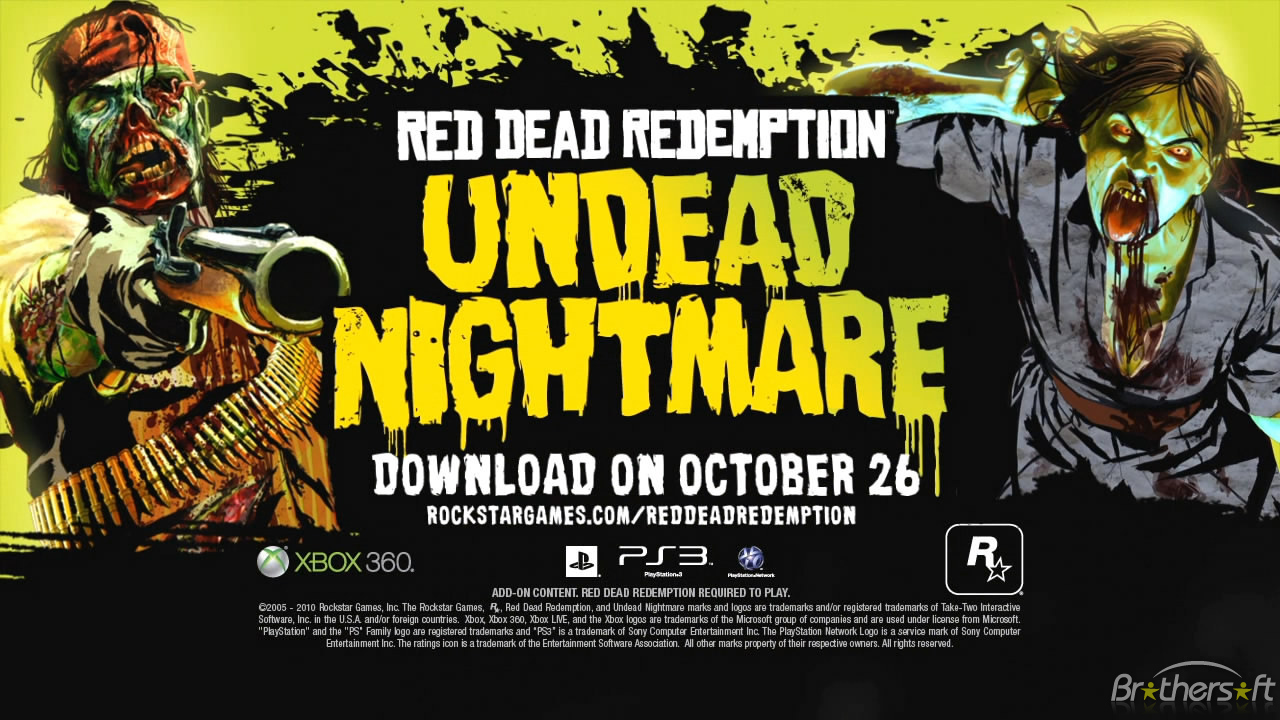 RED DEAD REDEMPTION™
UNDEAD
NIGHTMARE
DOWNLOAD ON OCTOBER 26
ROCKSTARGAMES.COM/REDDEADREDEMPTION
XBOX 360.
PS3™
PlayStation®3
PlayStation®Network
R
ADD-ON CONTENT. RED DEAD REDEMPTION REQUIRED TO PLAY.
©2005 - 2010 Rockstar Games, Inc. The Rockstar Games, R★, Red Dead Redemption, and Undead Nightmare marks and logos are trademarks and/or registered trademarks of Take-Two Interactive
Software, Inc. in the U.S.A. and/or foreign countries. Xbox, Xbox 360, Xbox LIVE, and the Xbox logos are trademarks of the Microsoft group of companies and are used under license from Microsoft.
"PlayStation" and the "PS" Family logo are registered trademarks and "PS3" is a trademark of Sony Computer Entertainment Inc. The PlayStation Network Logo is a service mark of Sony Computer
Entertainment Inc. The ratings icon is a trademark of the Entertainment Software Association. All other marks property of their respective owners. All rights reserved.
Brothersoft